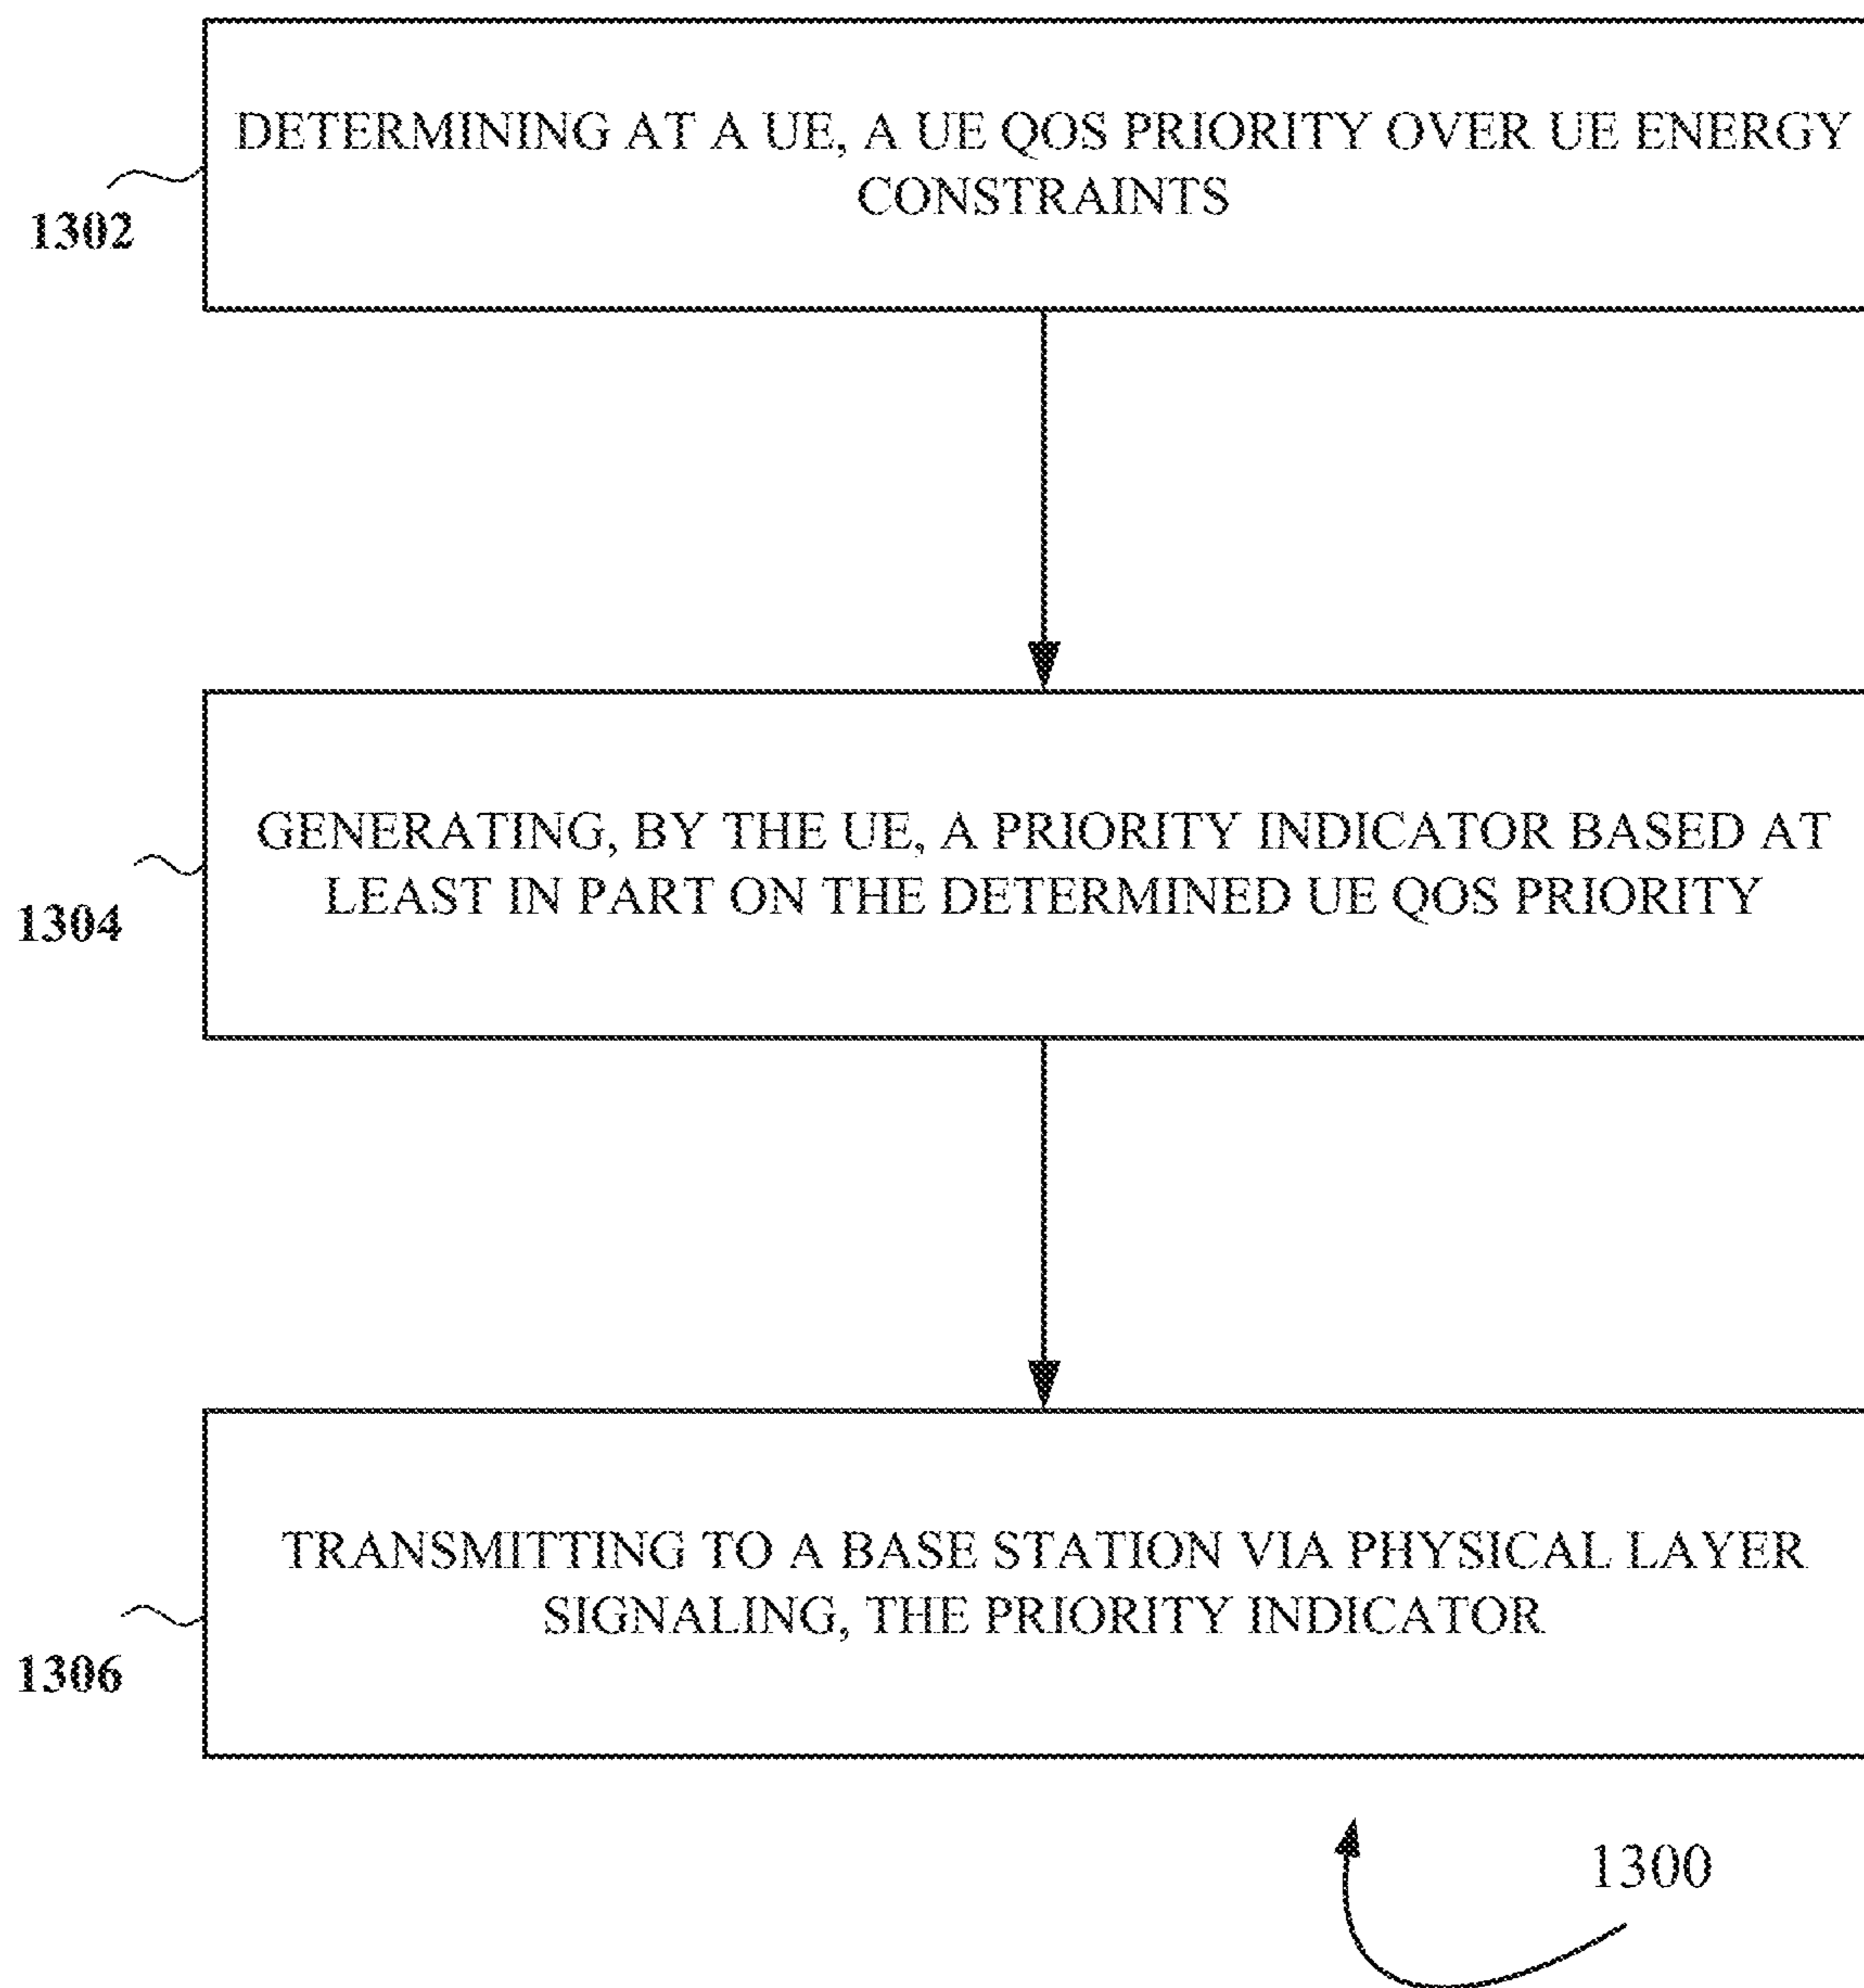 DETERMINING AT A UE, A UE QOS PRIORITY OVER UE ENERGY
CONSTRAINTS
1302
GENERATING, BY THE UE, A PRIORITY INDICATOR BASED AT
LEAST IN PART ON THE DETERMINED UE QOS PRIORITY
1304
TRANSMITTING TO A BASE STATION VIA PHYSICAL LAYER
SIGNALING, THE PRIORITY INDICATOR
1306
1300